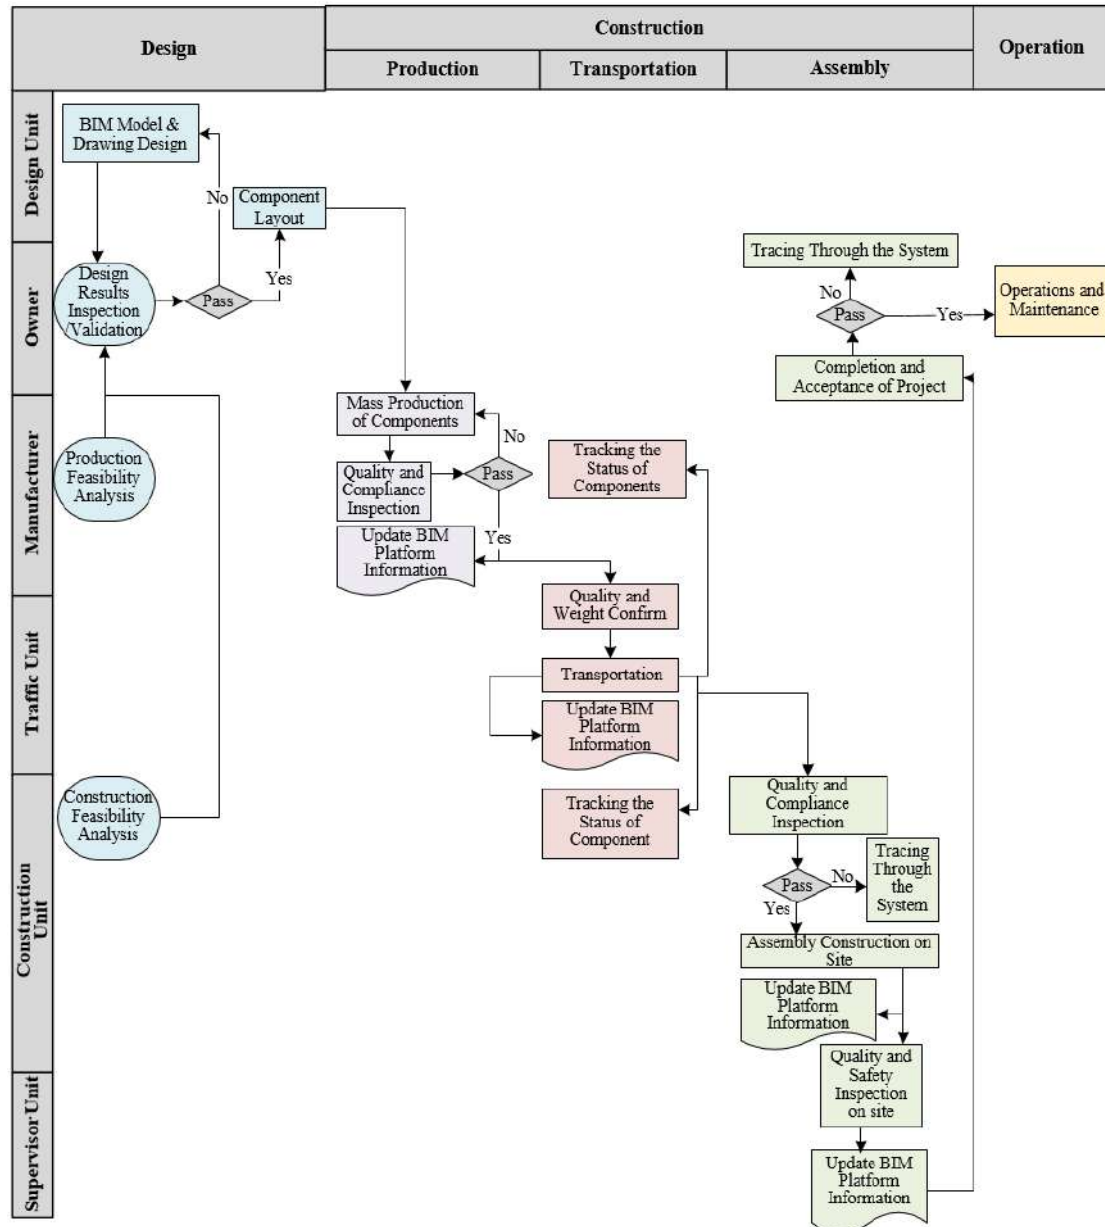 Design
Construction
Operation
Production
Transportation
Assembly
Design Unit
BIM Model &
Drawing Design
No
Component
Layout
Yes
Owner
Design
Results
Inspection
/Validation
Pass
Tracing Through the System
No
Pass
Yes
Operations and
Maintenance
Completion and
Acceptance of Project
Manufacturer
Production
Feasibility
Analysis
Mass Production
of Components
No
Quality and
Compliance
Inspection
Pass
Yes
Update BIM
Platform
Information
Tracking the
Status of
Components
Traffic Unit
Quality and
Weight Confirm
Transportation
Update BIM
Platform
Information
Construction
Unit
Construction
Feasibility
Analysis
Tracking the
Status of
Component
Quality and
Compliance
Inspection
Pass
No
Yes
Tracing
Through
the
System
Assembly Construction on
Site
Update BIM
Platform
Information
Supervisor Unit
Quality and
Safety
Inspection
on site
Update BIM
Platform
Information